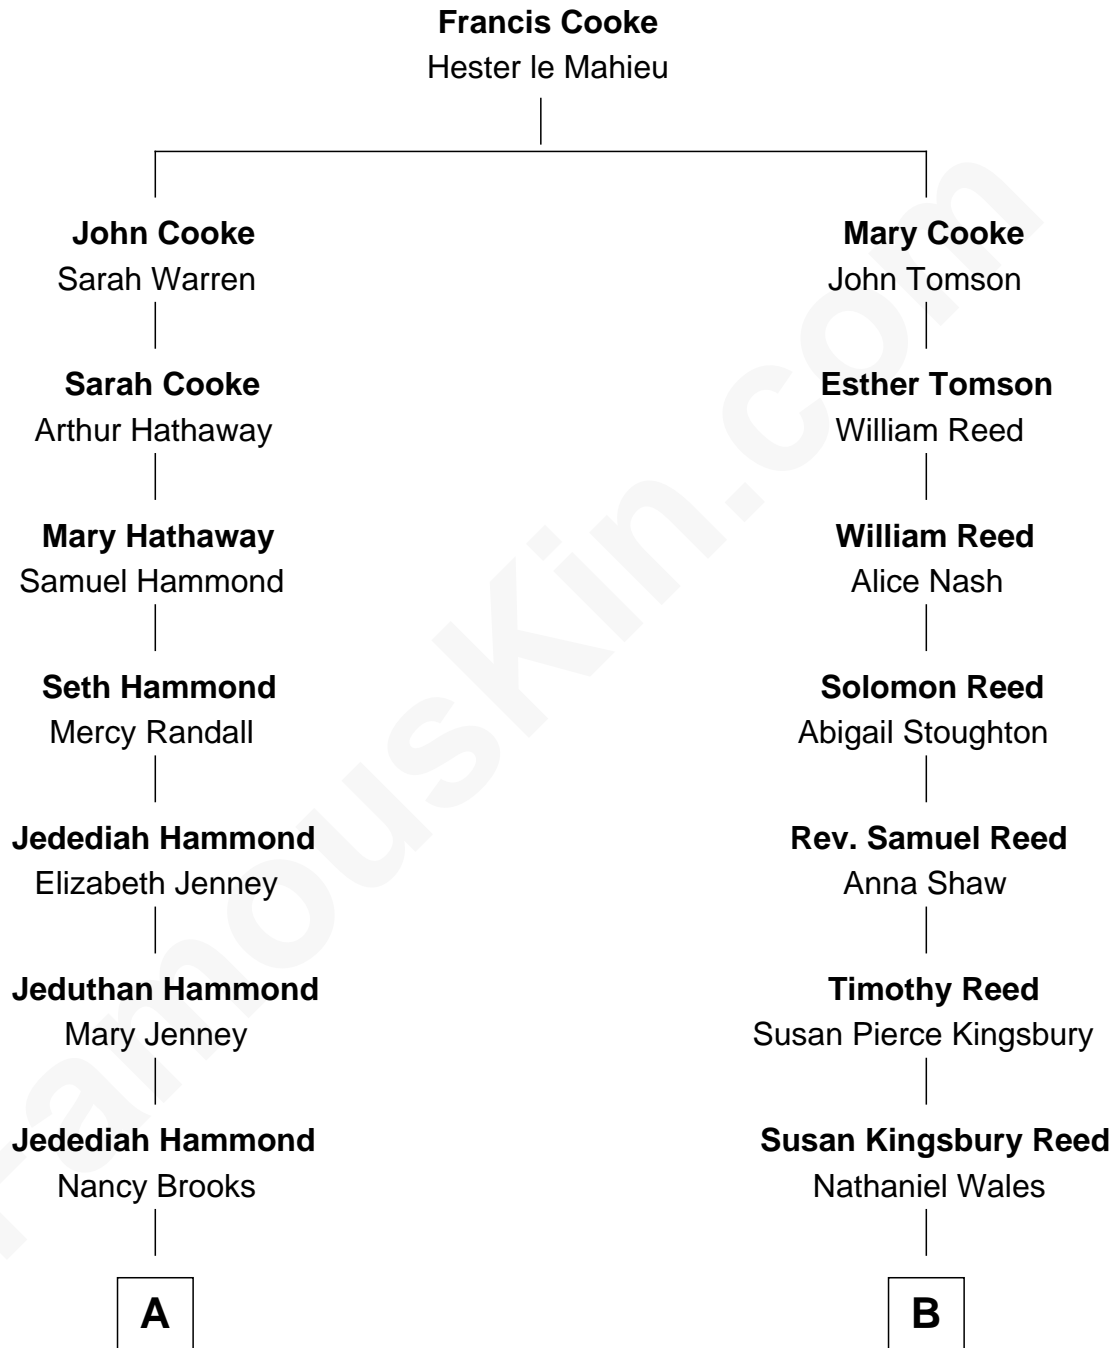 Francis Cooke
Hester le Mahieu
John Cooke
Sarah Warren
Mary Cooke
John Tomson
Sarah Cooke
Arthur Hathaway
Esther Tomson
William Reed
Mary Hathaway
Samuel Hammond
William Reed
Alice Nash
Seth Hammond
Mercy Randall
Solomon Reed
Abigail Stoughton
Jedediah Hammond
Elizabeth Jenney
Rev. Samuel Reed
Anna Shaw
Jeduthan Hammond
Mary Jenney
Timothy Reed
Susan Pierce Kingsbury
Jedediah Hammond
Nancy Brooks
Susan Kingsbury Reed
Nathaniel Wales
A
B
FamousKin.com